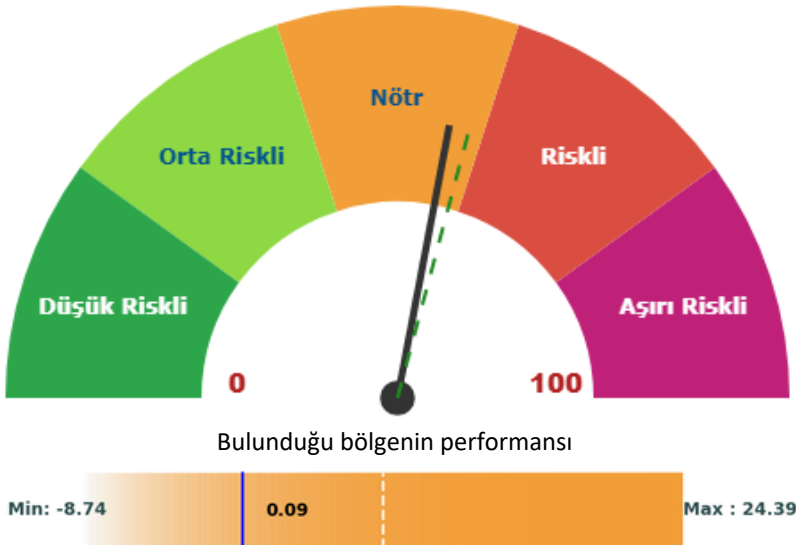 Nötr
Orta Riskli
Riskli
Düşük Riskli
Aşırı Riskli
0
100
Bulunduğu bölgenin performansı
Min: -8.74
0.09
Max : 24.39